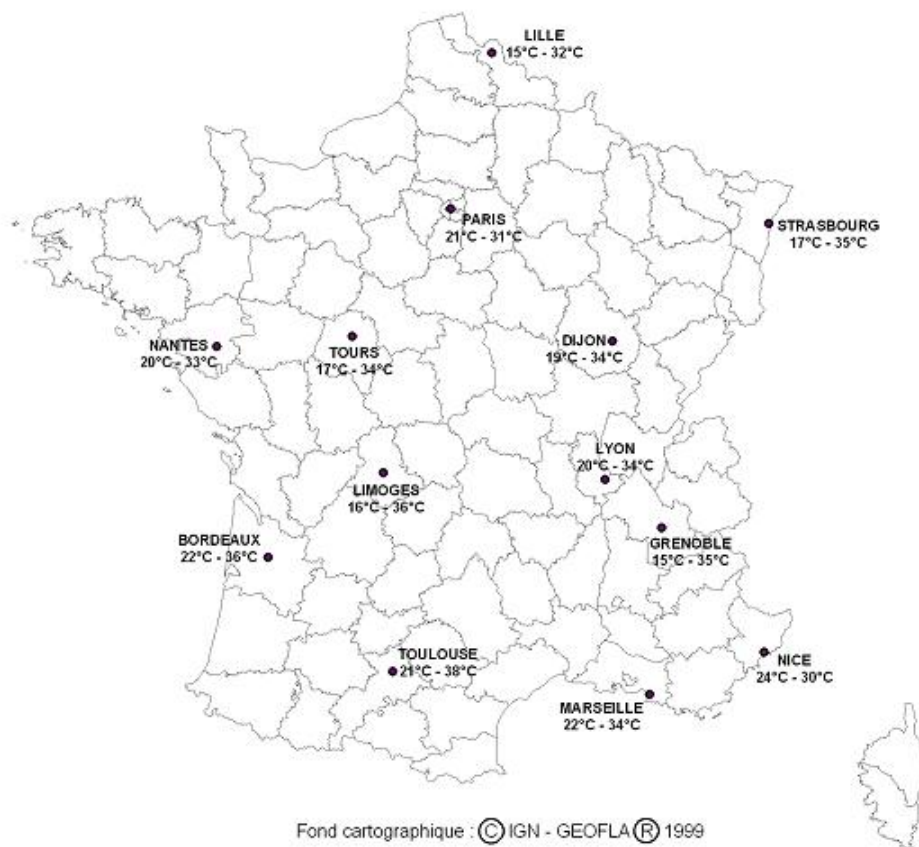 LILLE
15°C - 32°C
PARIS
21°C - 31°C
STRASBOURG
17°C - 35°C
NANTES
20°C - 33°C
TOURS
17°C - 34°C
DIJON
19°C - 34°C
LYON
20°C - 34°C
LIMOGES
16°C - 36°C
BORDEAUX
22°C - 36°C
GRENOBLE
15°C - 35°C
TOULOUSE
21°C - 38°C
NICE
24°C - 30°C
MARSEILLE
22°C - 34°C
Fond cartographique : Ⓒ IGN - GEOFLA Ⓡ 1999